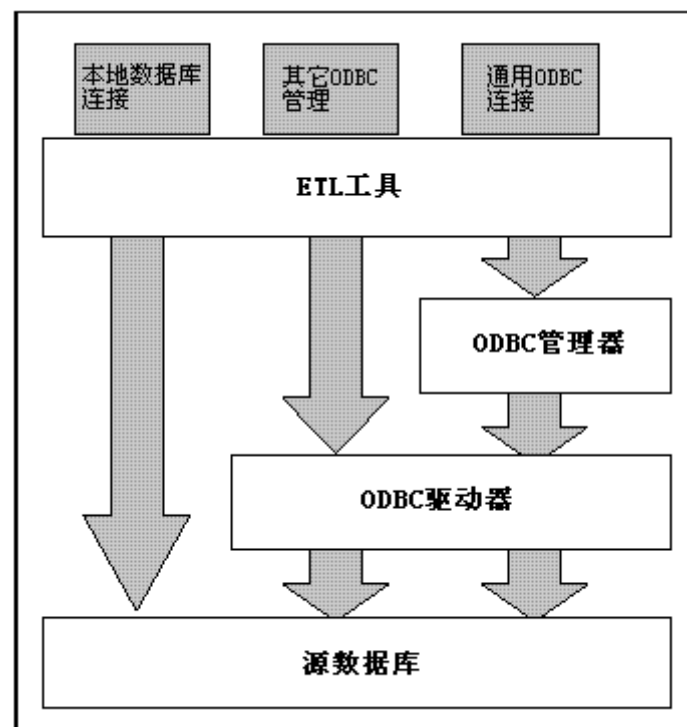 本地数据库
连接
其它ODBC
管理
通用ODBC
连接
ETL工具
ODBC管理器
ODBC驱动器
源数据库